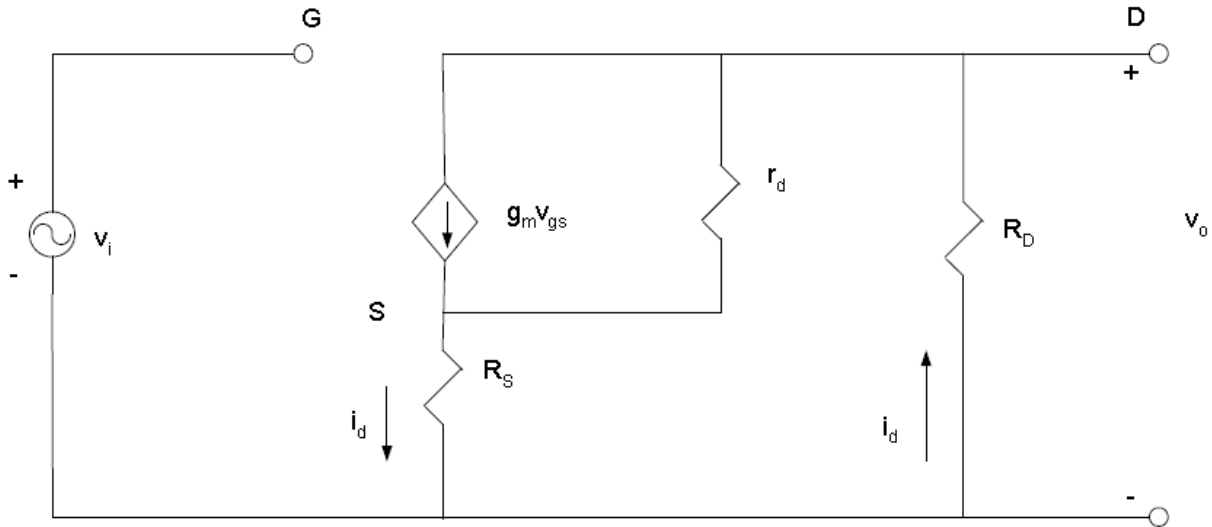 G
D
+
r_d
+
g_mv_gs
R_D
v_o
v_i
-
S
R_S
i_d
i_d
-